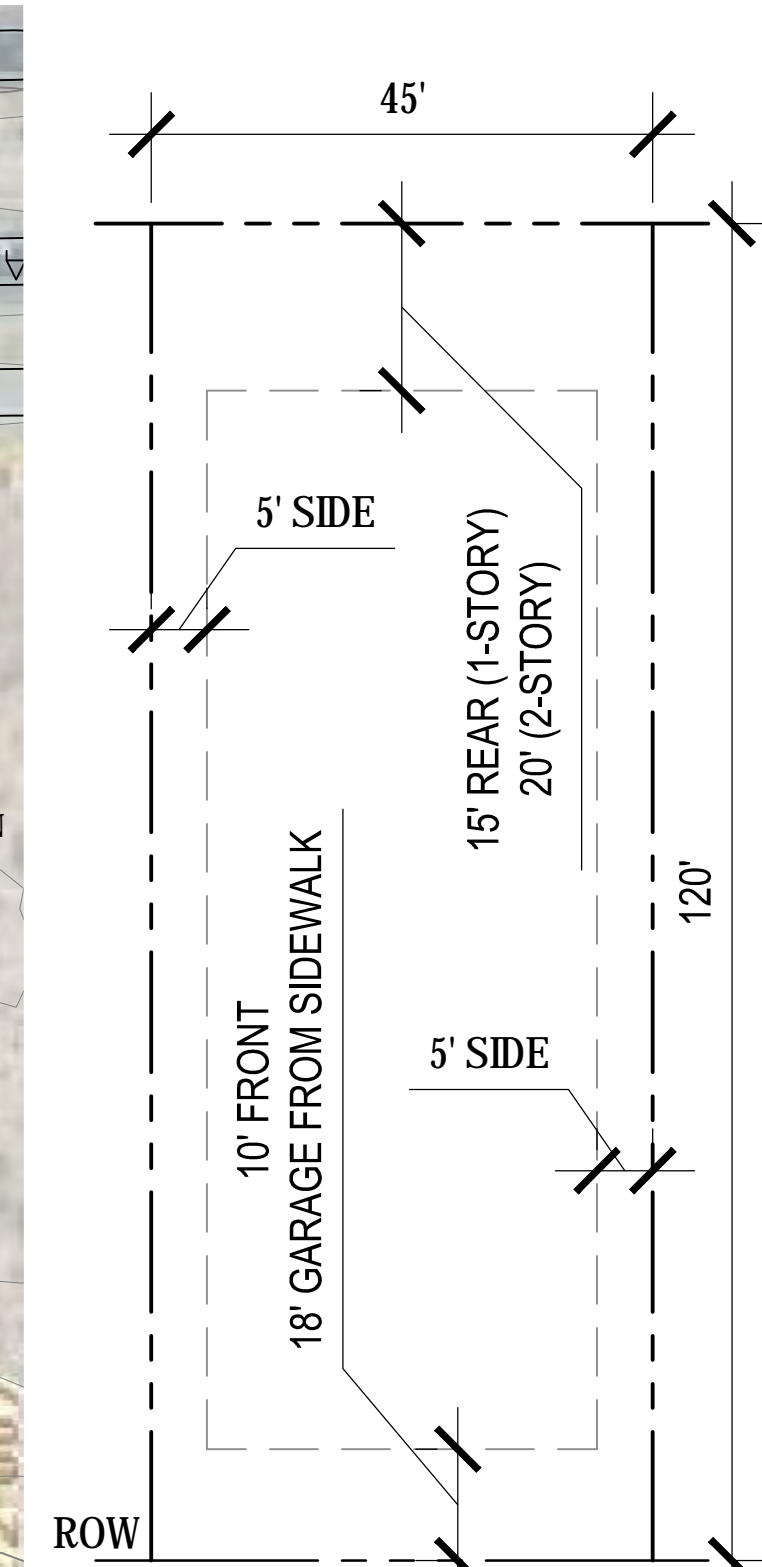 45'
5' SIDE
15' REAR (1-STORY)
20' (2-STORY)
120'
10' FRONT
18' GARAGE FROM SIDEWALK
5' SIDE
ROW